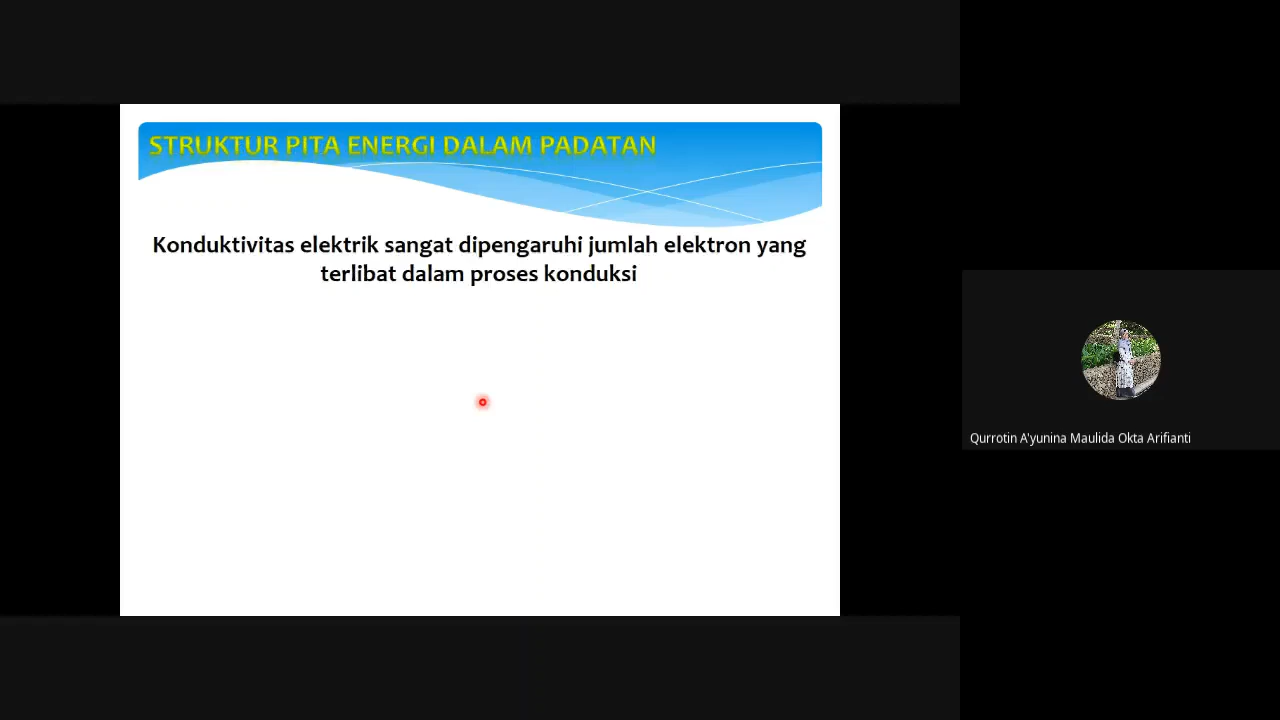 STRUKTUR PITA ENERGI DALAM PADATAN
Konduktivitas elektrik sangat dipengaruhi jumlah elektron yang
terlibat dalam proses konduksi
Qurrotin A'yunina Maulida Okta Arifianti